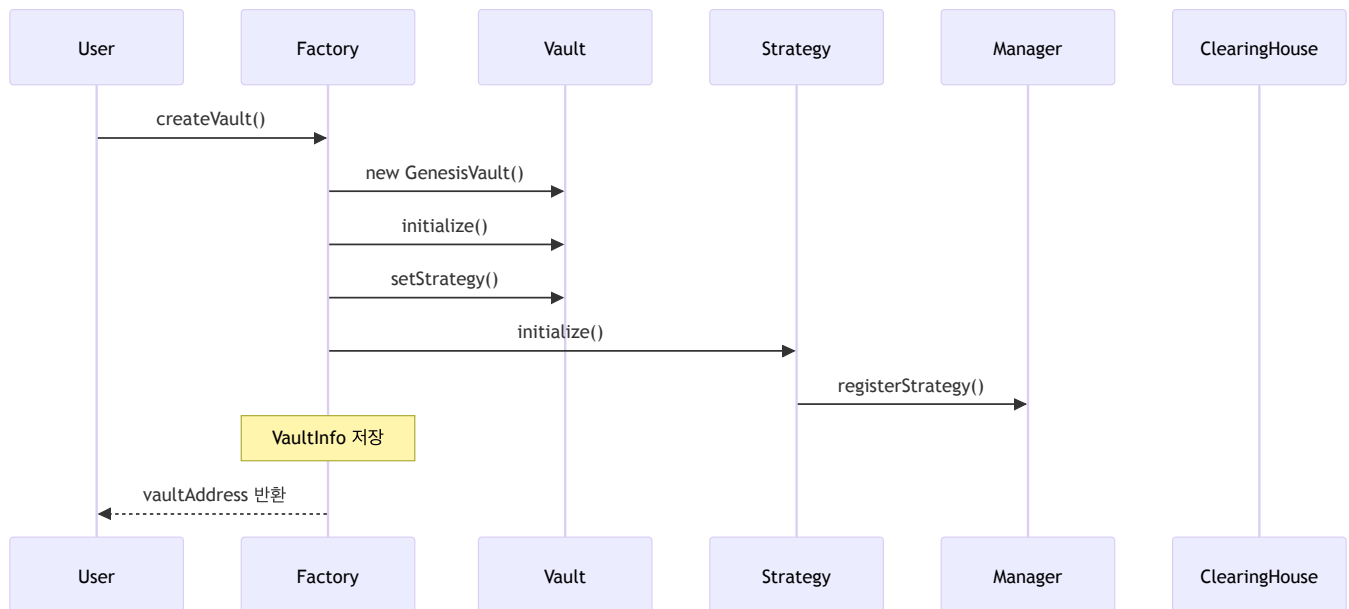 User
Factory
Vault
Strategy
Manager
ClearingHouse
createVault()
new GenesisVault()
initialize()
setStrategy()
initialize()
registerStrategy()
VaultInfo 저장
vaultAddress 반환
User
Factory
Vault
Strategy
Manager
ClearingHouse